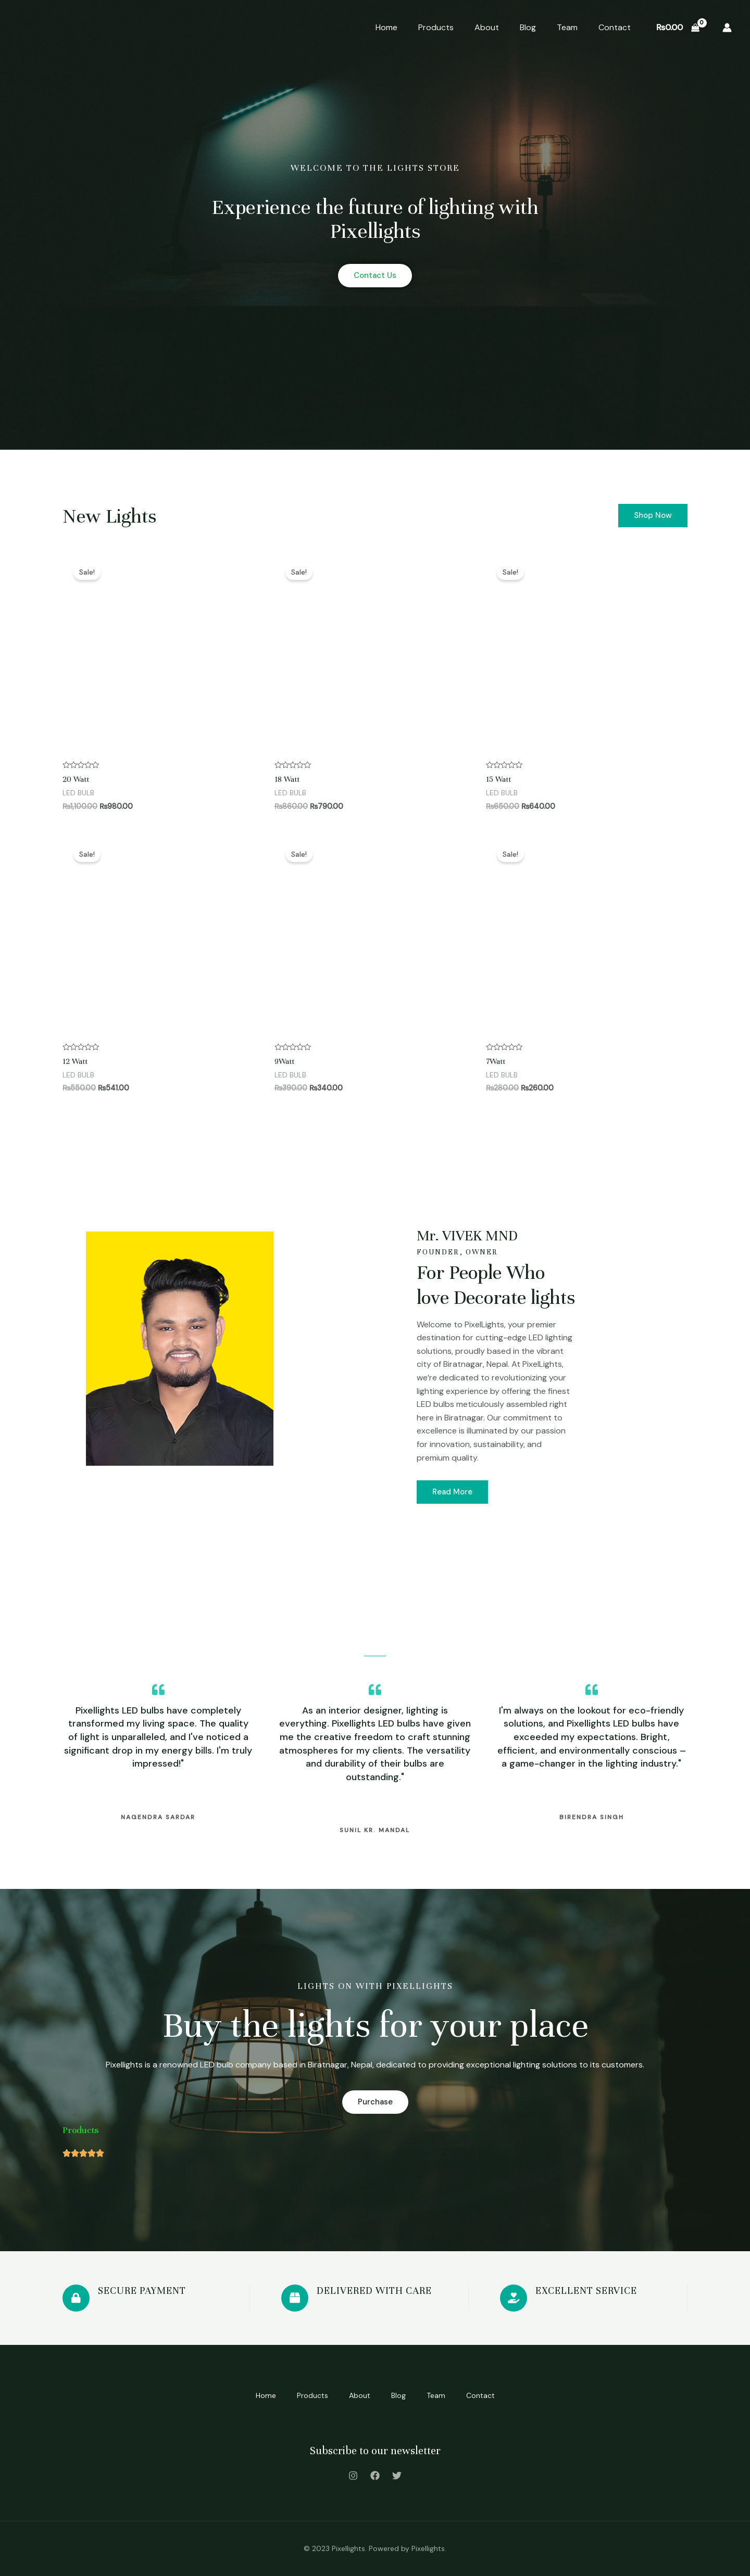 Home Products About Blog Team Contact ₨0.00 0
WELCOME TO THE LIGHTS STORE
Experience the future of lighting with
Pixellights
Contact Us
New Lights
Shop Now
Sale!
Sale!
Sale!
20 Watt
LED BULB
₨1,100.00 ₨980.00
18 Watt
LED BULB
₨860.00 ₨790.00
15 Watt
LED BULB
₨650.00 ₨640.00
Sale!
Sale!
Sale!
12 Watt
LED BULB
₨550.00 ₨541.00
9Watt
LED BULB
₨390.00 ₨340.00
7Watt
LED BULB
₨280.00 ₨260.00
Mr. VIVEK MND
FOUNDER, OWNER
For People Who
love Decorate lights
Welcome to PixelLights, your premier
destination for cutting-edge LED lighting
solutions, proudly based in the vibrant
city of Biratnagar, Nepal. At PixelLights,
we're dedicated to revolutionizing your
lighting experience by offering the finest
LED bulbs meticulously assembled right
here in Biratnagar. Our commitment to
excellence is illuminated by our passion
for innovation, sustainability, and
premium quality.
Read More
Pixellights LED bulbs have completely
transformed my living space. The quality
of light is unparalleled, and I've noticed a
significant drop in my energy bills. I'm truly
impressed!"
NAGENDRA SARDAR
As an interior designer, lighting is
everything. Pixellights LED bulbs have given
me the creative freedom to craft stunning
atmospheres for my clients. The versatility
and durability of their bulbs are
outstanding."
SUNIL KR. MANDAL
I'm always on the lookout for eco-friendly
solutions, and Pixellights LED bulbs have
exceeded my expectations. Bright,
efficient, and environmentally conscious –
a game-changer in the lighting industry."
BIRENDRA SINGH
LIGHTS ON WITH PIXELLIGHTS
Buy the lights for your place
Pixellights is a renowned LED bulb company based in Biratnagar, Nepal, dedicated to providing exceptional lighting solutions to its customers.
Purchase
Products
SECURE PAYMENT
DELIVERED WITH CARE
EXCELLENT SERVICE
Home Products About Blog Team Contact
Subscribe to our newsletter
© 2023 Pixellights. Powered by Pixellights.